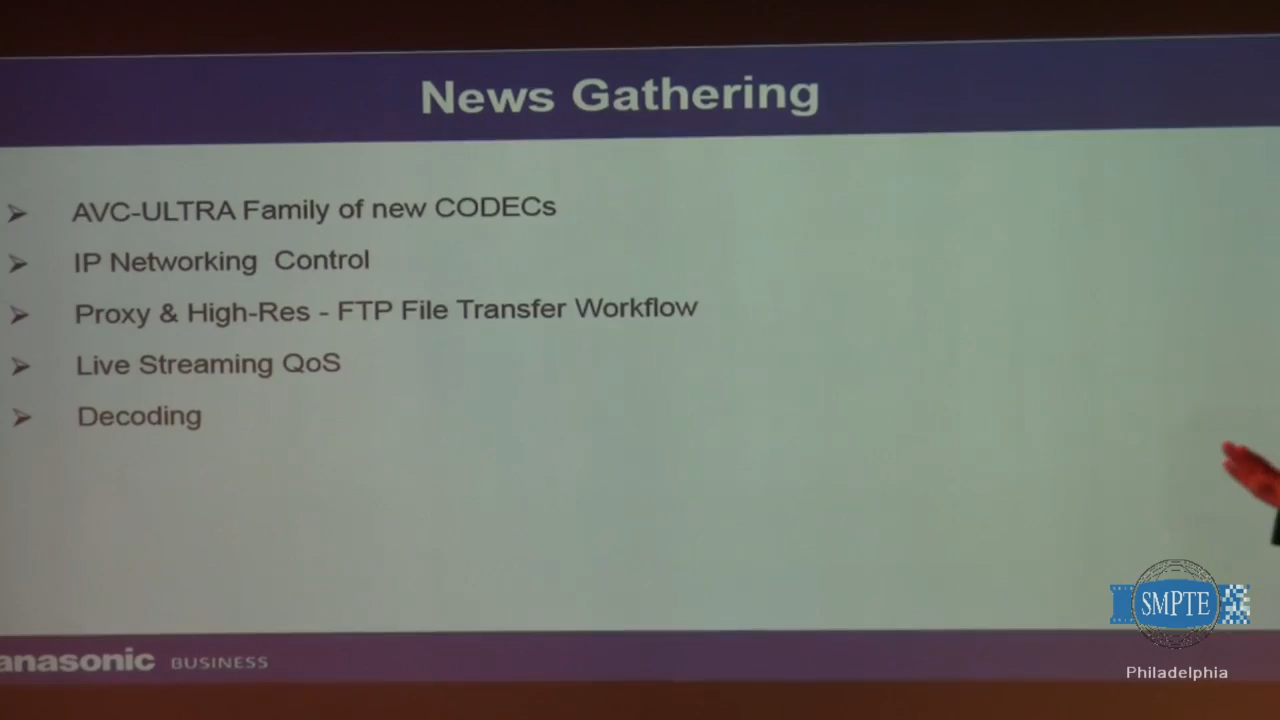 News Gathering
AVC-ULTRA Family of new CODECs
IP Networking Control
Proxy & High-Res - FTP File Transfer Workflow
Live Streaming QoS
Decoding
anasonic BUSINESS
SMPTE
Philadelphia